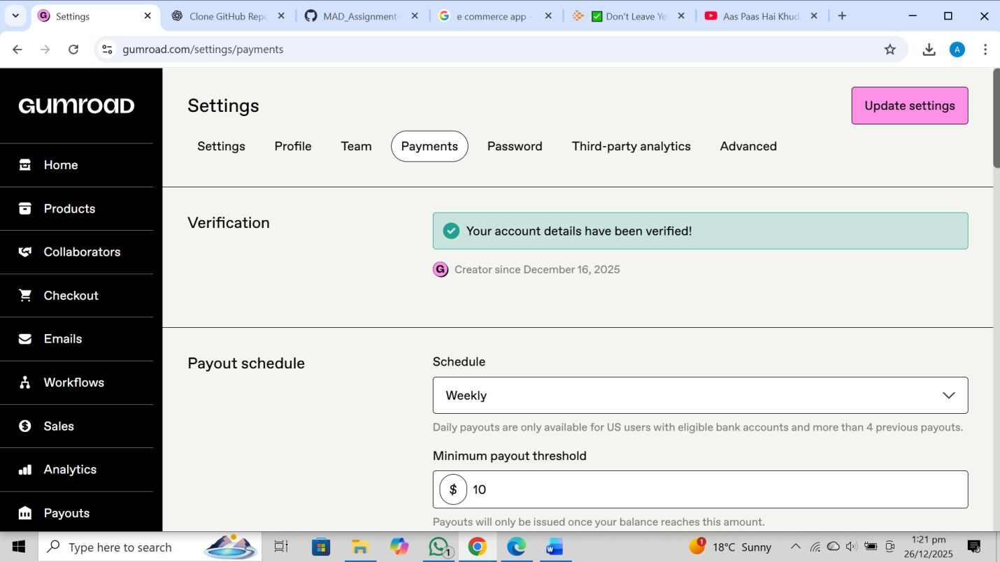 Settings
Clone GitHub Repo
MAD_Assignment-
e commerce app -
Don't Leave Ye
Aas Paas Hai Khud
gumroad.com/settings/payments
A
GUMROAD
Home
Products
Collaborators
Checkout
Emails
Workflows
Sales
Analytics
Payouts
Settings
Update settings
Settings Profile Team Payments Password Third-party analytics Advanced
Verification
Your account details have been verified!
G Creator since December 16, 2025
Payout schedule
Schedule
Weekly
Daily payouts are only available for US users with eligible bank accounts and more than 4 previous payouts.
Minimum payout threshold
$ 10
Payouts will only be issued once your balance reaches this amount.
Type here to search
1
1
18°C Sunny
1:21 pm
26/12/2025